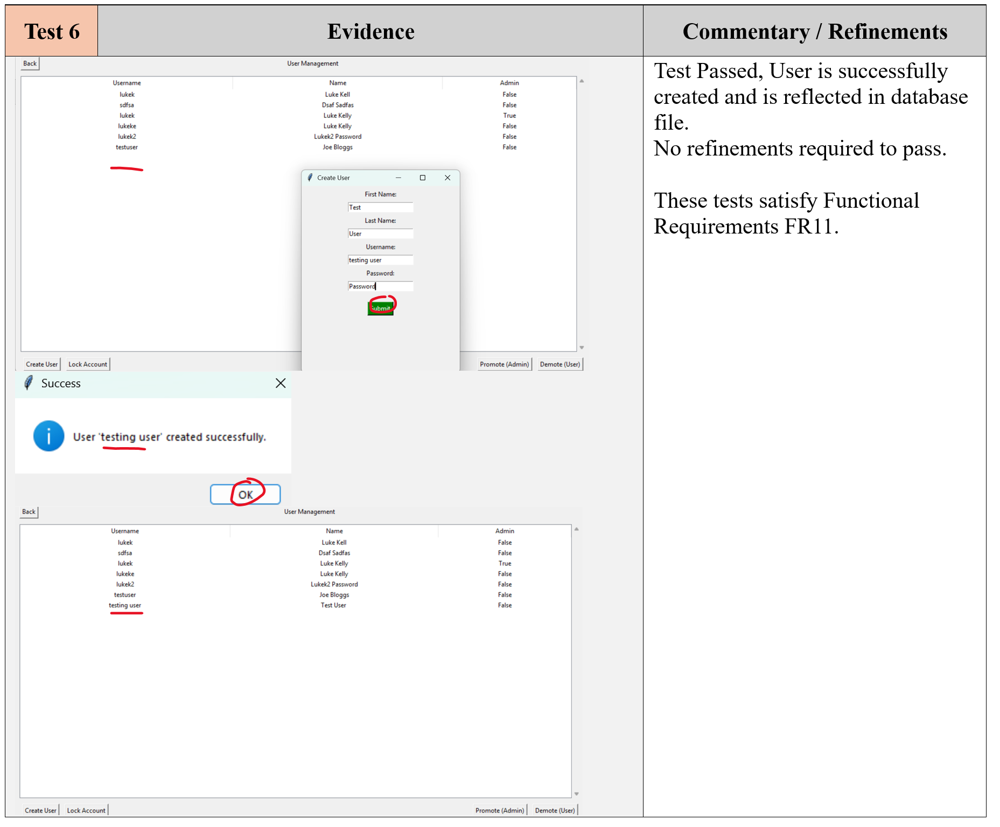 Test 6 Evidence Commentary / Refinements
Back User Management
Username Name Admin
lukek Luke Kell False
sdfsa Dsaf Sadfas False
lukek Luke Kelly True
lukeke Luke Kelly False
lukek2 Lukek2 Password False
testuser Joe Bloggs False
Create User
First Name:
Test
Last Name:
User
Username:
testing user
Password:
Password
Submit
Create User Lock Account Promote (Admin) Demote (User)
Success
User 'testing user' created successfully.
OK
Back User Management
Username Name Admin
lukek Luke Kell False
sdfsa Dsaf Sadfas False
lukek Luke Kelly True
lukeke Luke Kelly False
lukek2 Lukek2 Password False
testuser Joe Bloggs False
testing user Test User False
Create User Lock Account Promote (Admin) Demote (User)
Test Passed, User is successfully
created and is reflected in database
file.
No refinements required to pass.
These tests satisfy Functional
Requirements FR11.